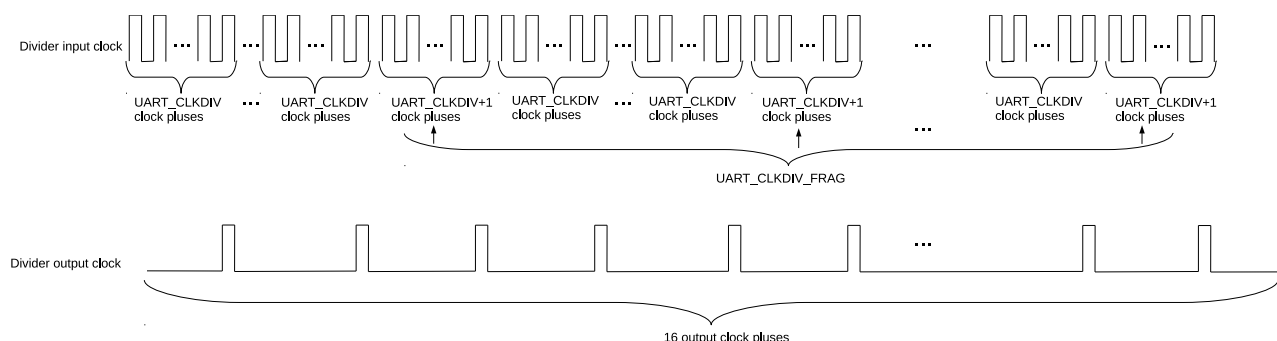 Divider input clock
... ... ... ... ... ... ... ... ... ... ...
UART_CLKDIV
clock pluses
...
UART_CLKDIV
clock pluses
UART_CLKDIV+1
clock pluses
UART_CLKDIV
clock pluses
...
UART_CLKDIV
clock pluses
UART_CLKDIV+1
clock pluses
...
UART_CLKDIV
clock pluses
UART_CLKDIV+1
clock pluses
UART_CLKDIV_FRAG
Divider output clock
...
16 output clock pluses